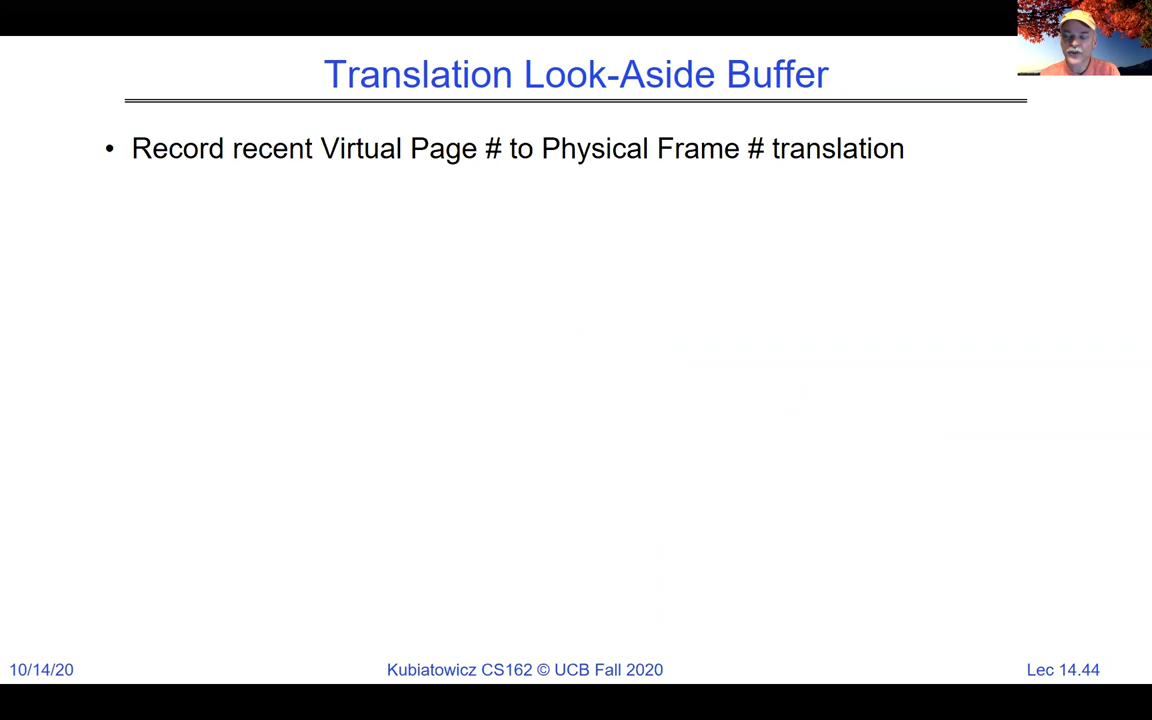 Translation Look-Aside Buffer
• Record recent Virtual Page # to Physical Frame # translation
10/14/20
Kubiatowicz CS162 © UCB Fall 2020
Lec 14.44